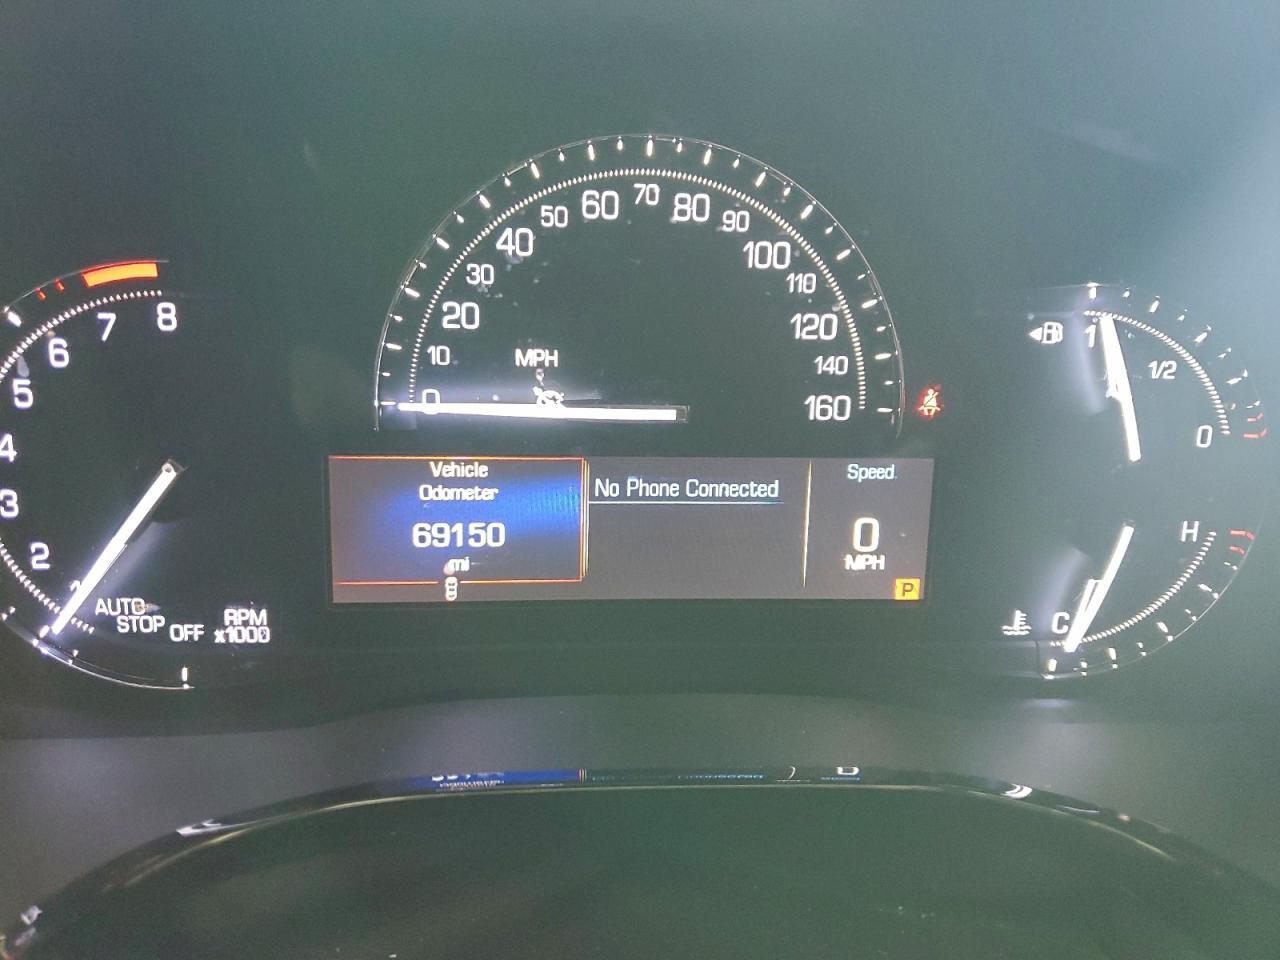 70
60
80
50
90
40
100
30
110
20
120
10
MPH
140
0
160
8
7
6
5
4
3
2
1
AUTO
STOP
OFF
RPM
x1000
Vehicle
Odometer
69150
mi
No Phone Connected
Speed
0
MPH
P
1
1/2
0
H
C